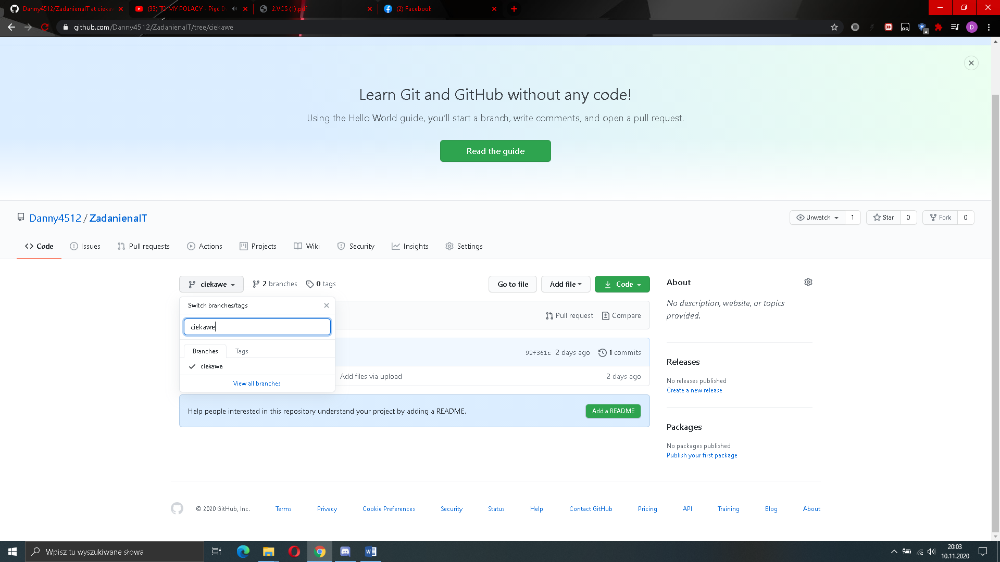 Danny4512/ZadanienaIT at ciekaw
(33) TO MY POLACY - Pięć D
2.VCS (1).pdf
(2) Facebook
github.com/Danny4512/ZadanienaIT/tree/ciekawe
D
4
Learn Git and GitHub without any code!
Using the Hello World guide, you’ll start a branch, write comments, and open a pull request.
Read the guide
Danny4512 / ZadanienaIT
Unwatch 1
Star 0
Fork 0
Code
Issues
Pull requests
Actions
Projects
Wiki
Security
Insights
Settings
ciekawe
2 branches
0 tags
Go to file
Add file
Code
Switch branches/tags
ciekawe
Branches
Tags
ciekawe
View all branches
Pull request
Compare
92f361c 2 days ago
1 commits
Add files via upload
2 days ago
Help people interested in this repository understand your project by adding a README.
Add a README
About
No description, website, or topics
provided.
Releases
No releases published
Create a new release
Packages
No packages published
Publish your first package
© 2020 GitHub, Inc.
Terms
Privacy
Cookie Preferences
Security
Status
Help
Contact GitHub
Pricing
API
Training
Blog
About
Wpisz tu wyszukiwane słowa
20:03
10.11.2020